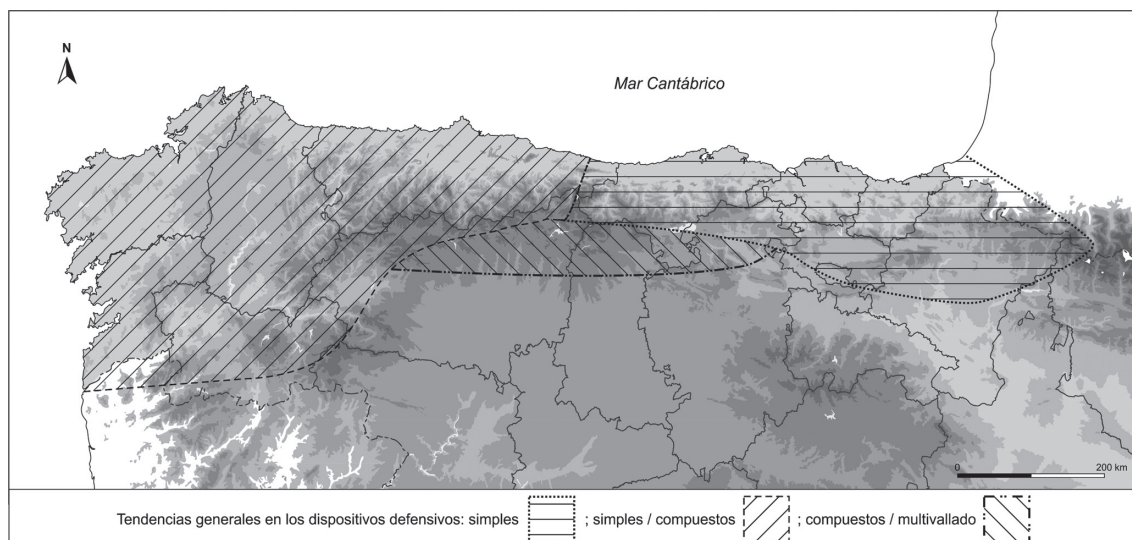 N
Mar Cantábrico
0 200 km
Tendencias generales en los dispositivos defensivos: simples ; simples / compuestos ; compuestos / multivallado